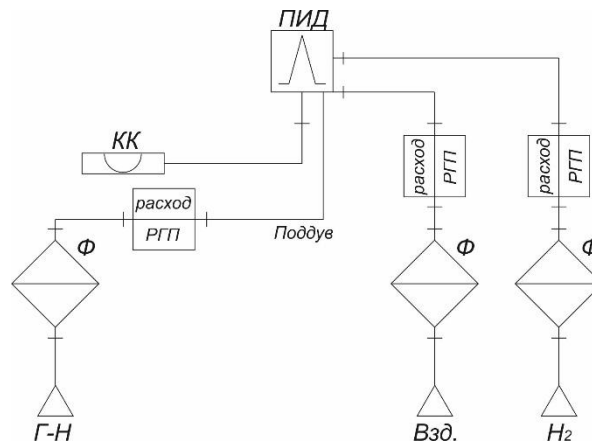 ПИД
КК
расход
РГП
Поддув
расход
РГП
расход
РГП
Ф
Ф
Ф
Г-Н
Взд.
H₂